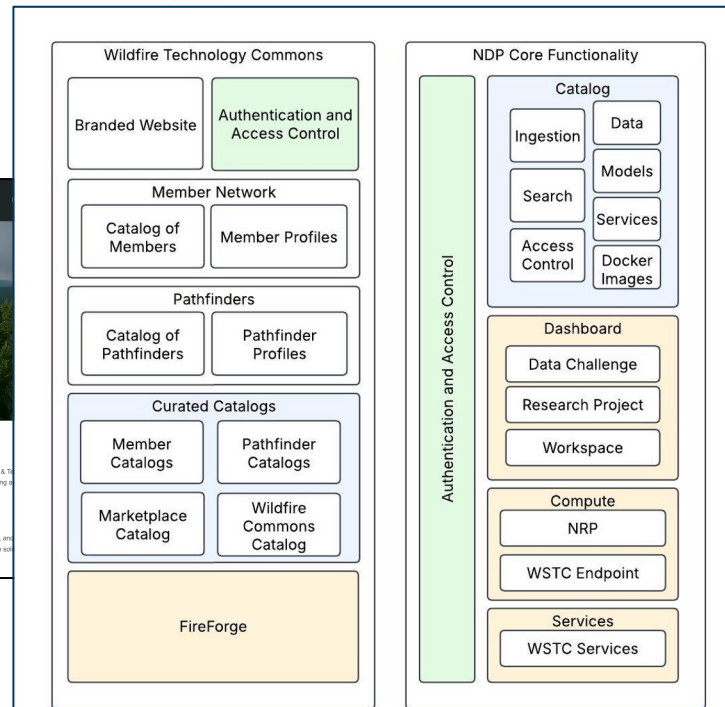 Wildfire Technology Commons
Branded Website
Authentication and
Access Control
Member Network
Catalog of
Members
Member Profiles
Pathfinders
Catalog of
Pathfinders
Pathfinder
Profiles
Curated Catalogs
Member
Catalogs
Pathfinder
Catalogs
Marketplace
Catalog
Wildfire
Commons
Catalog
FireForge
NDP Core Functionality
Authentication and Access Control
Catalog
Ingestion
Search
Access
Control
Data
Models
Services
Docker
Images
Dashboard
Data Challenge
Research Project
Workspace
Compute
NRP
WSTC Endpoint
Services
WSTC Services